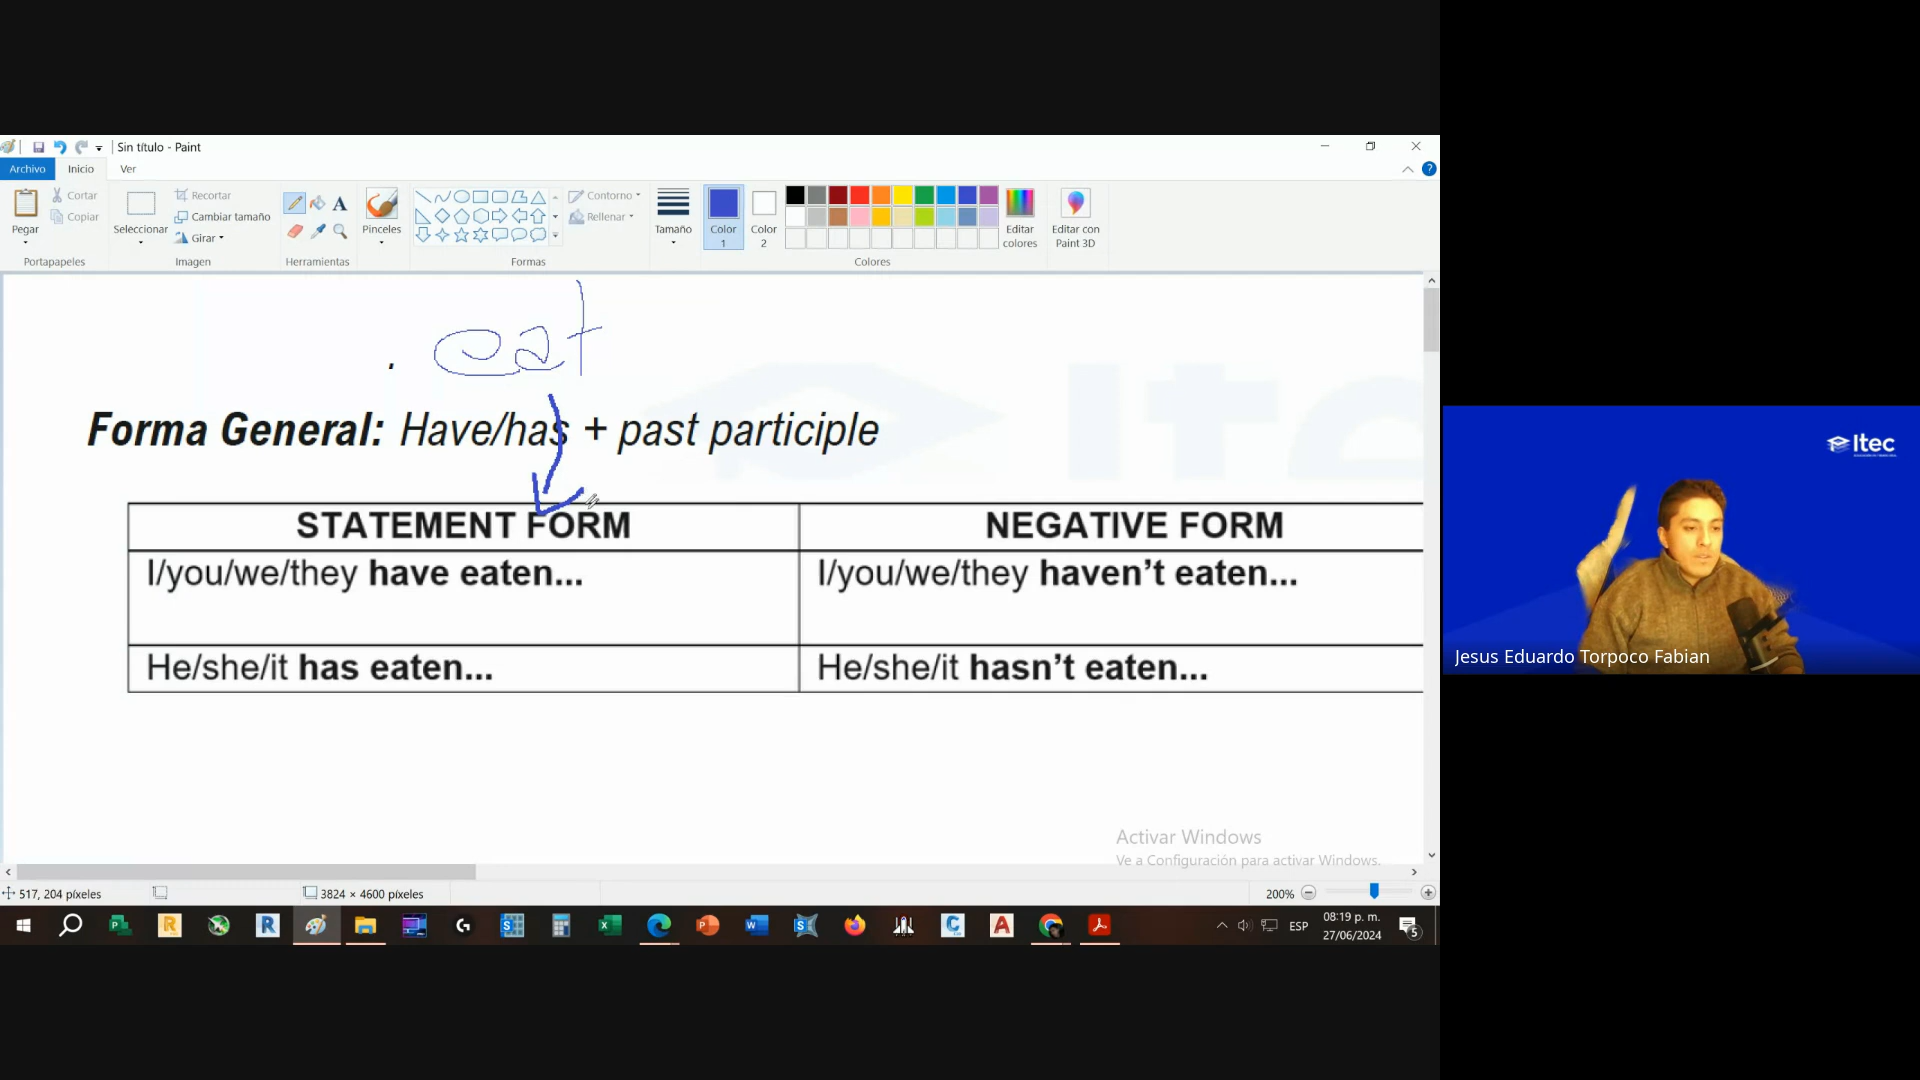 Sin título - Paint
Archivo Inicio Ver
Pegar
Cortar
Copiar
Portapapeles
Seleccionar
Recortar
Cambiar tamaño
Girar
Imagen
A
Herramientas
Pinceles
Formas
Contorno
Rellenar
Tamaño
Color 1
Color 2
Editar colores
Editar con Paint 3D
Colores
eat
Itec
Forma General: Have/has + past participle
STATEMENT FORM NEGATIVE FORM
I/you/we/they have eaten... I/you/we/they haven’t eaten...
He/she/it has eaten... He/she/it hasn’t eaten...
Activar Windows
Ve a Configuración para activar Windows.
517, 204 píxeles 3824 × 4600 píxeles 200%
ESP 08:19 p. m.
27/06/2024
5
Itec
Jesus Eduardo Torpoco Fabian